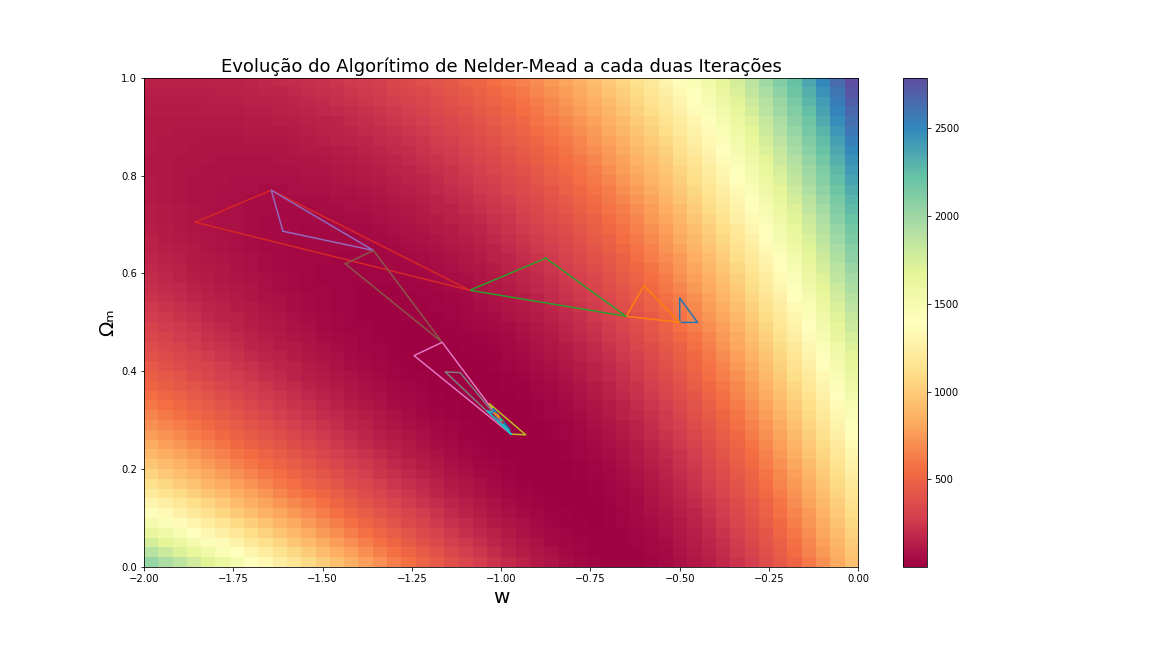 Evolução do Algorítimo de Nelder-Mead a cada duas Iterações
1.0
0.8
0.6
0.4
0.2
0.0
Ωₘ
−2.00 −1.75 −1.50 −1.25 −1.00 −0.75 −0.50 −0.25 0.00
w
2500
2000
1500
1000
500